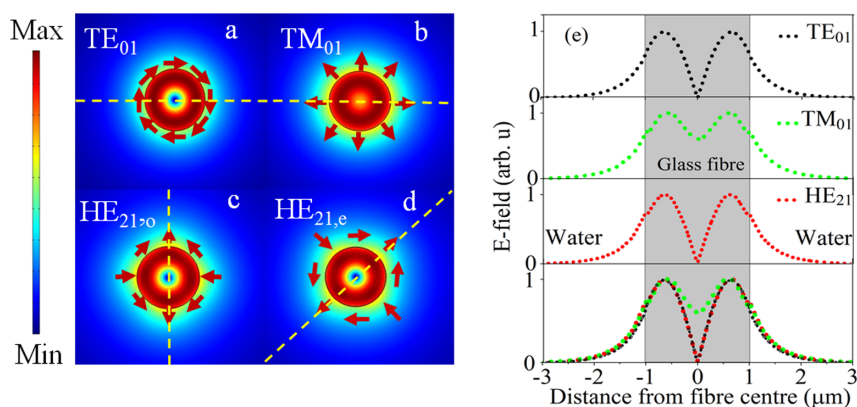 Max
Min
TE01 a
TM01 b
HE21,o c
HE21,e d
(e)
TE01
TM01
Glass fibre
HE21
Water Water
1
0
1
0
1
0
1
0
-3 -2 -1 0 1 2 3
E-field (arb. u)
Distance from fibre centre (μm)